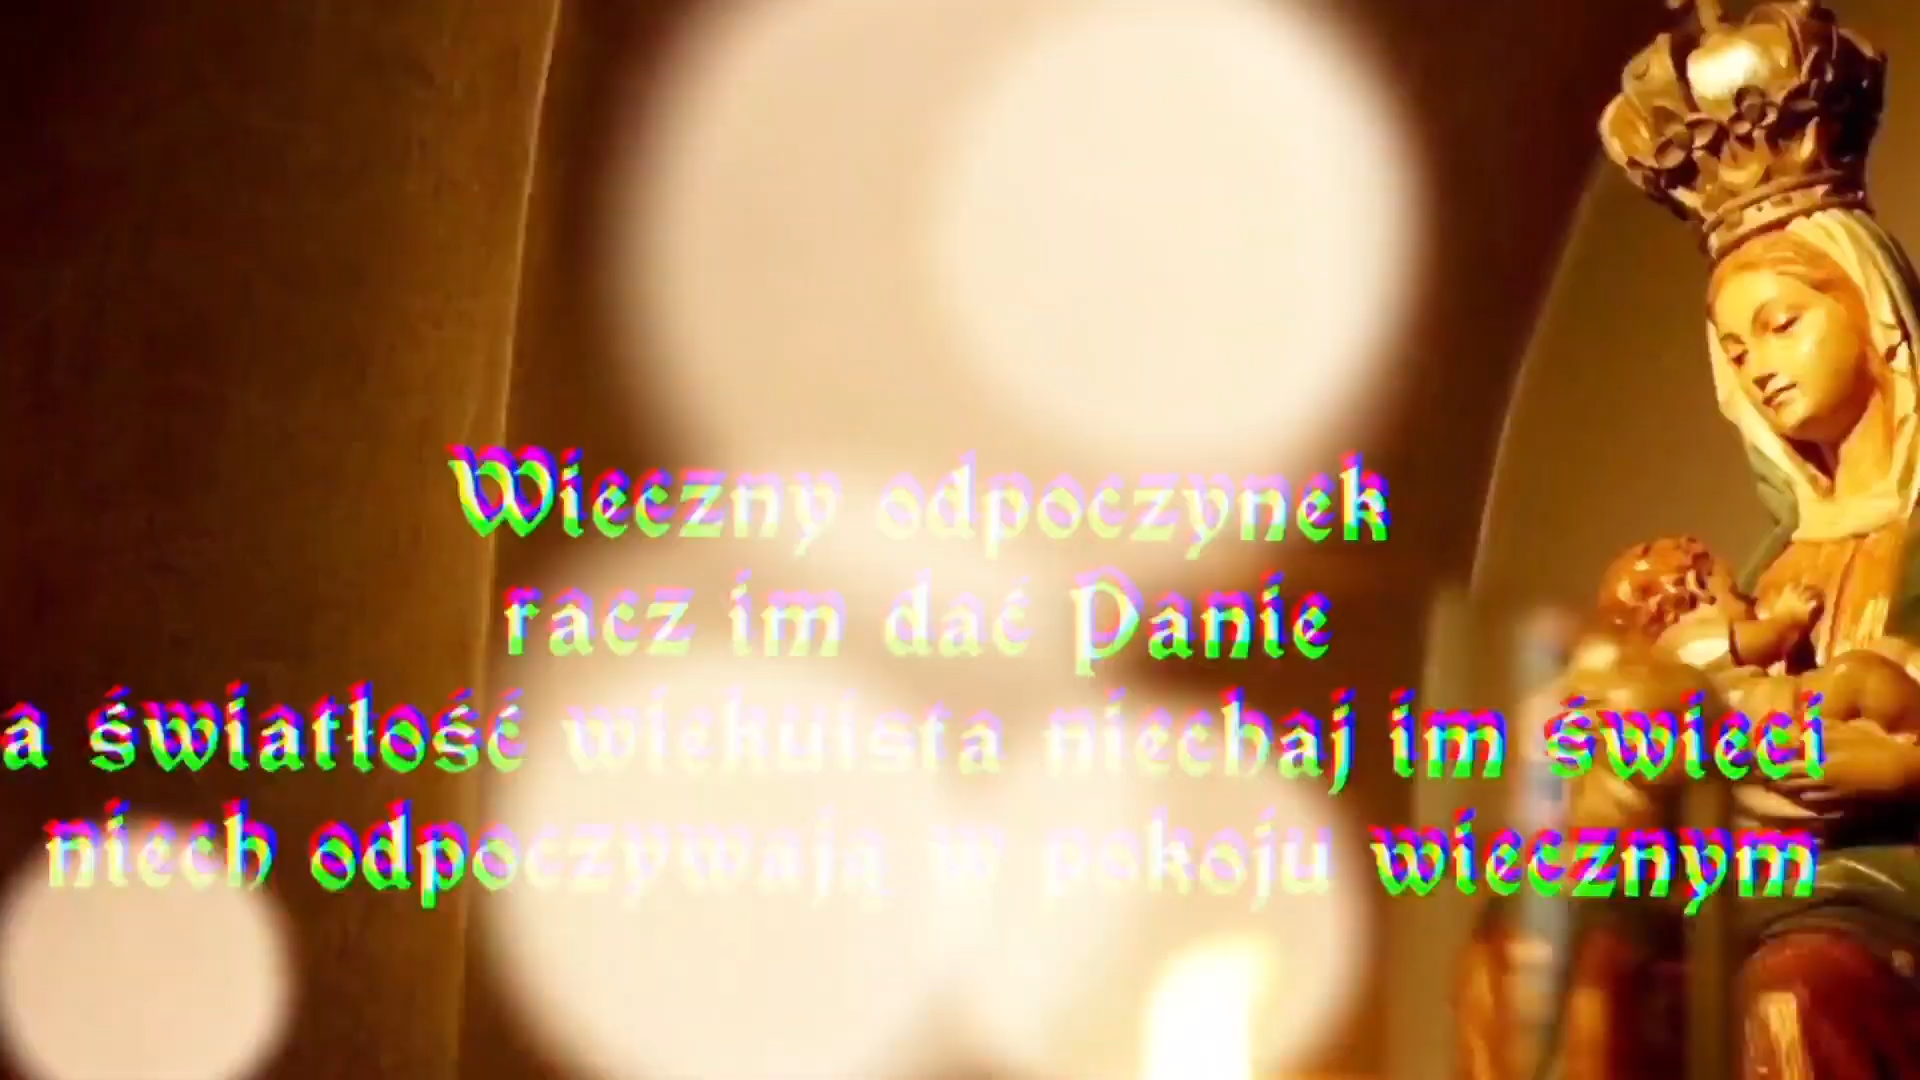 Wieczny odpoczynek
racz im dać Panie
a światłość wiekuista niechaj im świeci
niech odpoczywają w pokoju wiecznym